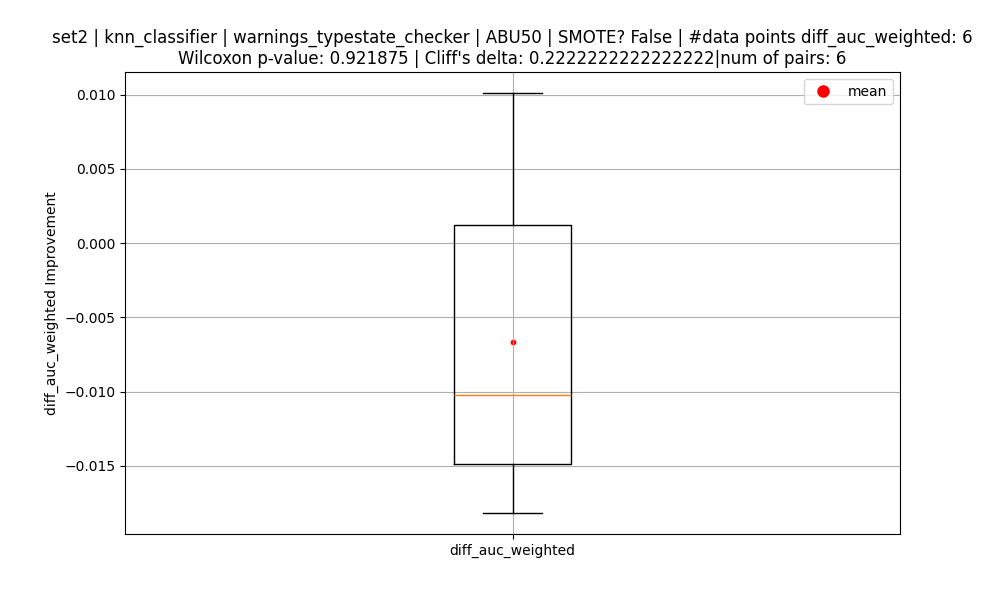 set2 | knn_classifier | warnings_typestate_checker | ABU50 | SMOTE? False | #data points diff_auc_weighted: 6
Wilcoxon p-value: 0.921875 | Cliff's delta: 0.2222222222222222|num of pairs: 6
mean
0.010
0.005
0.000
−0.005
−0.010
−0.015
diff_auc_weighted Improvement
diff_auc_weighted